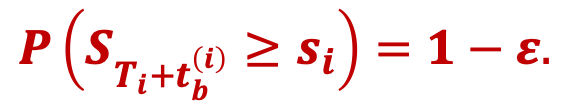 P(S_{T_i+t_b^{(i)}} ≥ s_i) = 1 − ε.